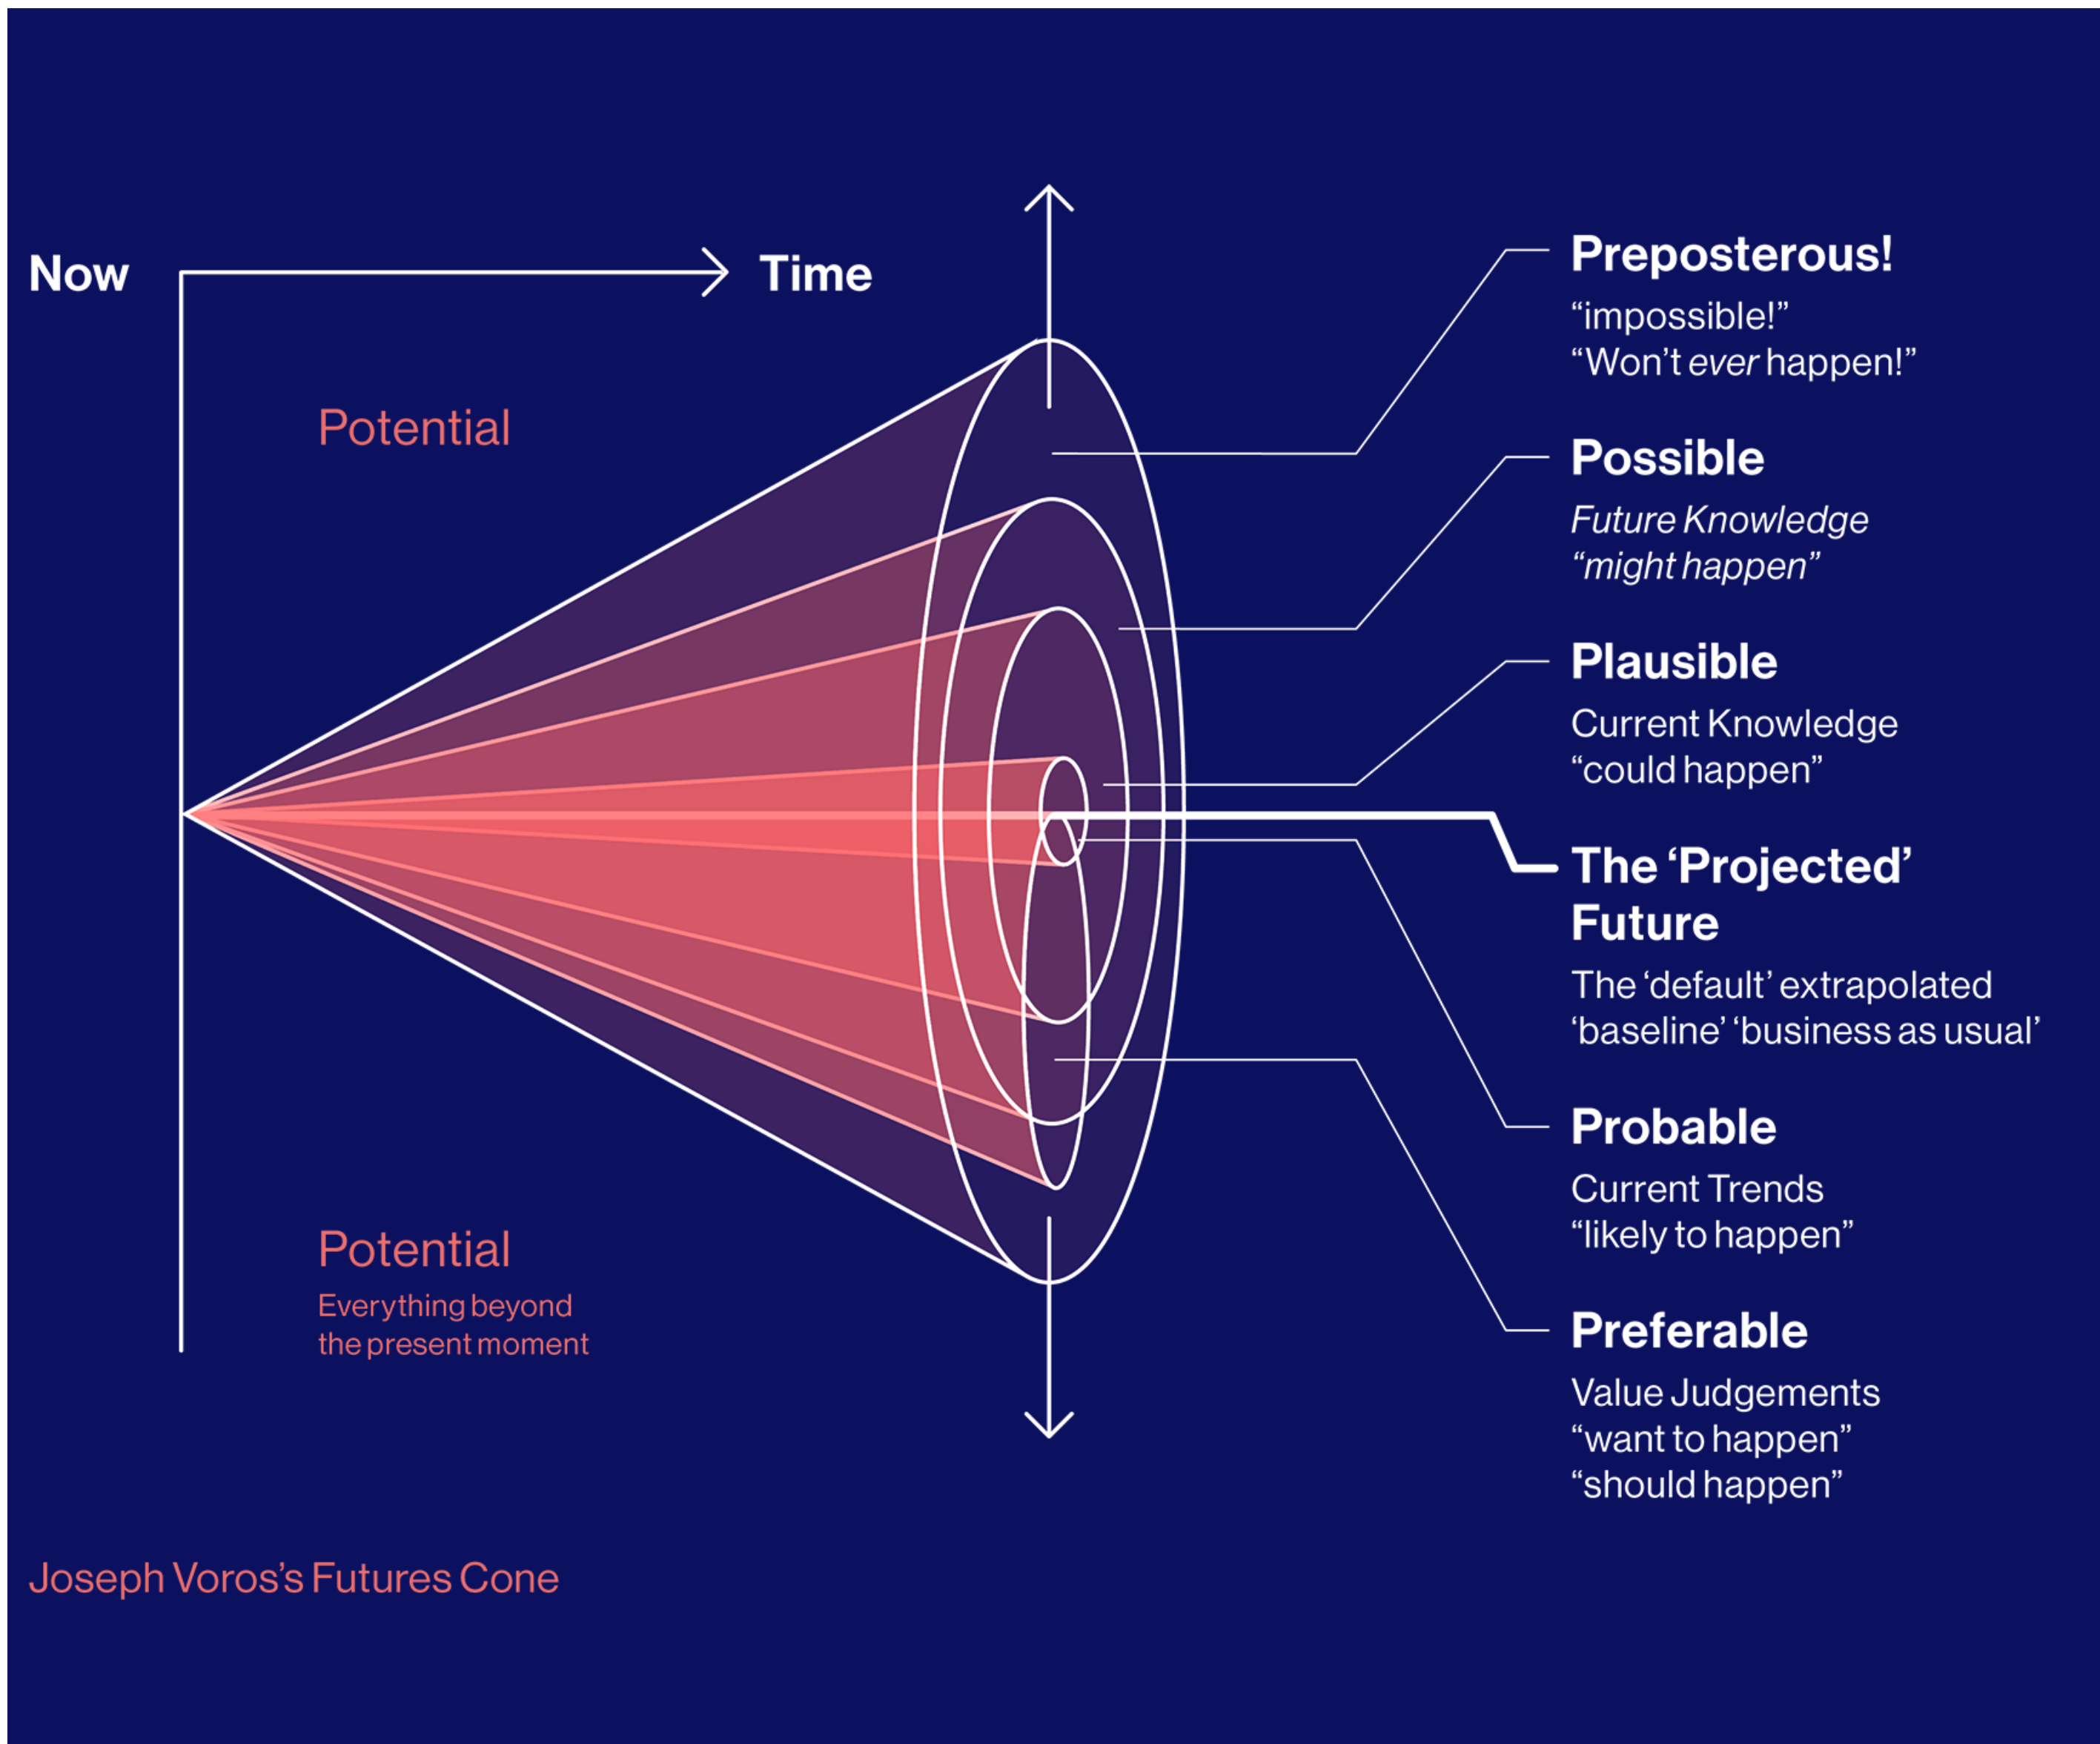 Now
Time
Potential
Preposterous!
“impossible!”
“Won’t ever happen!”
Possible
Future Knowledge
“might happen”
Plausible
Current Knowledge
“could happen”
The ‘Projected’
Future
The ‘default’ extrapolated
‘baseline’ ‘business as usual’
Probable
Current Trends
“likely to happen”
Preferable
Value Judgements
“want to happen”
“should happen”
Potential
Everything beyond
the present moment
Joseph Voros’s Futures Cone